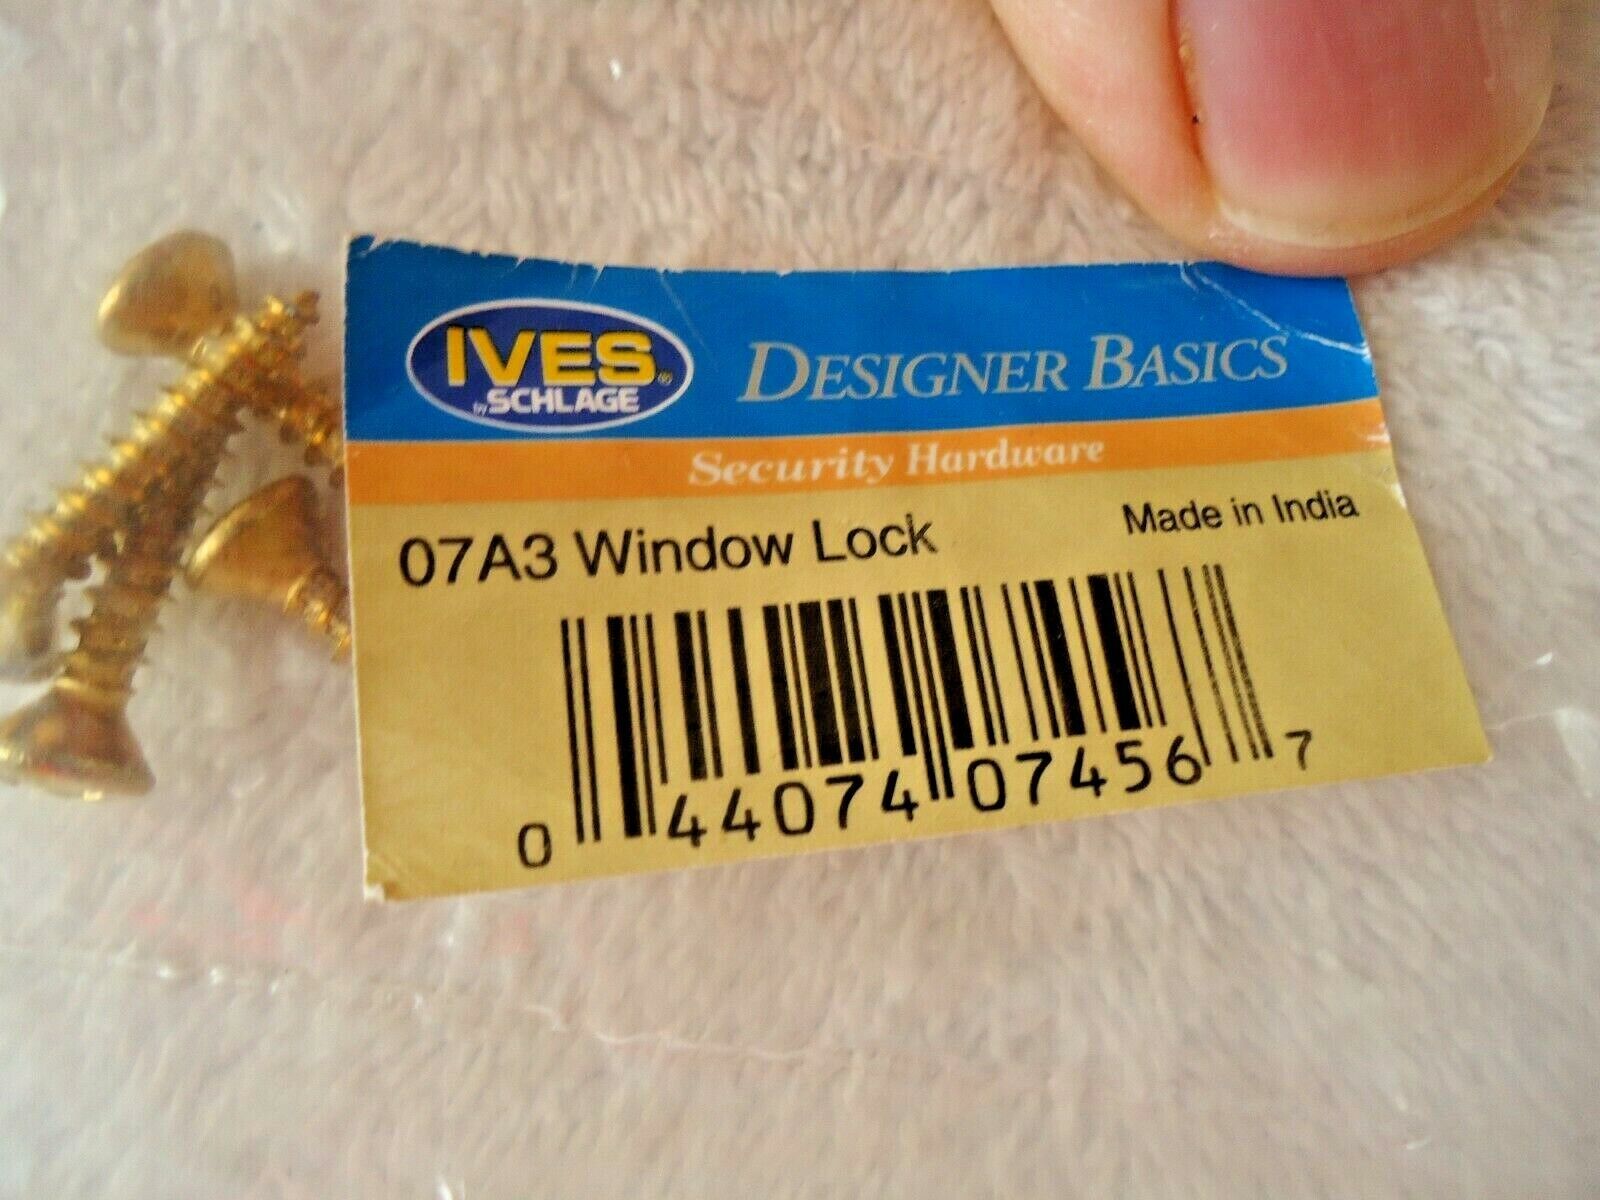 IVES®
by SCHLAGE
DESIGNER BASICS
Security Hardware
07A3 Window Lock
Made in India
0 44074 07456 7